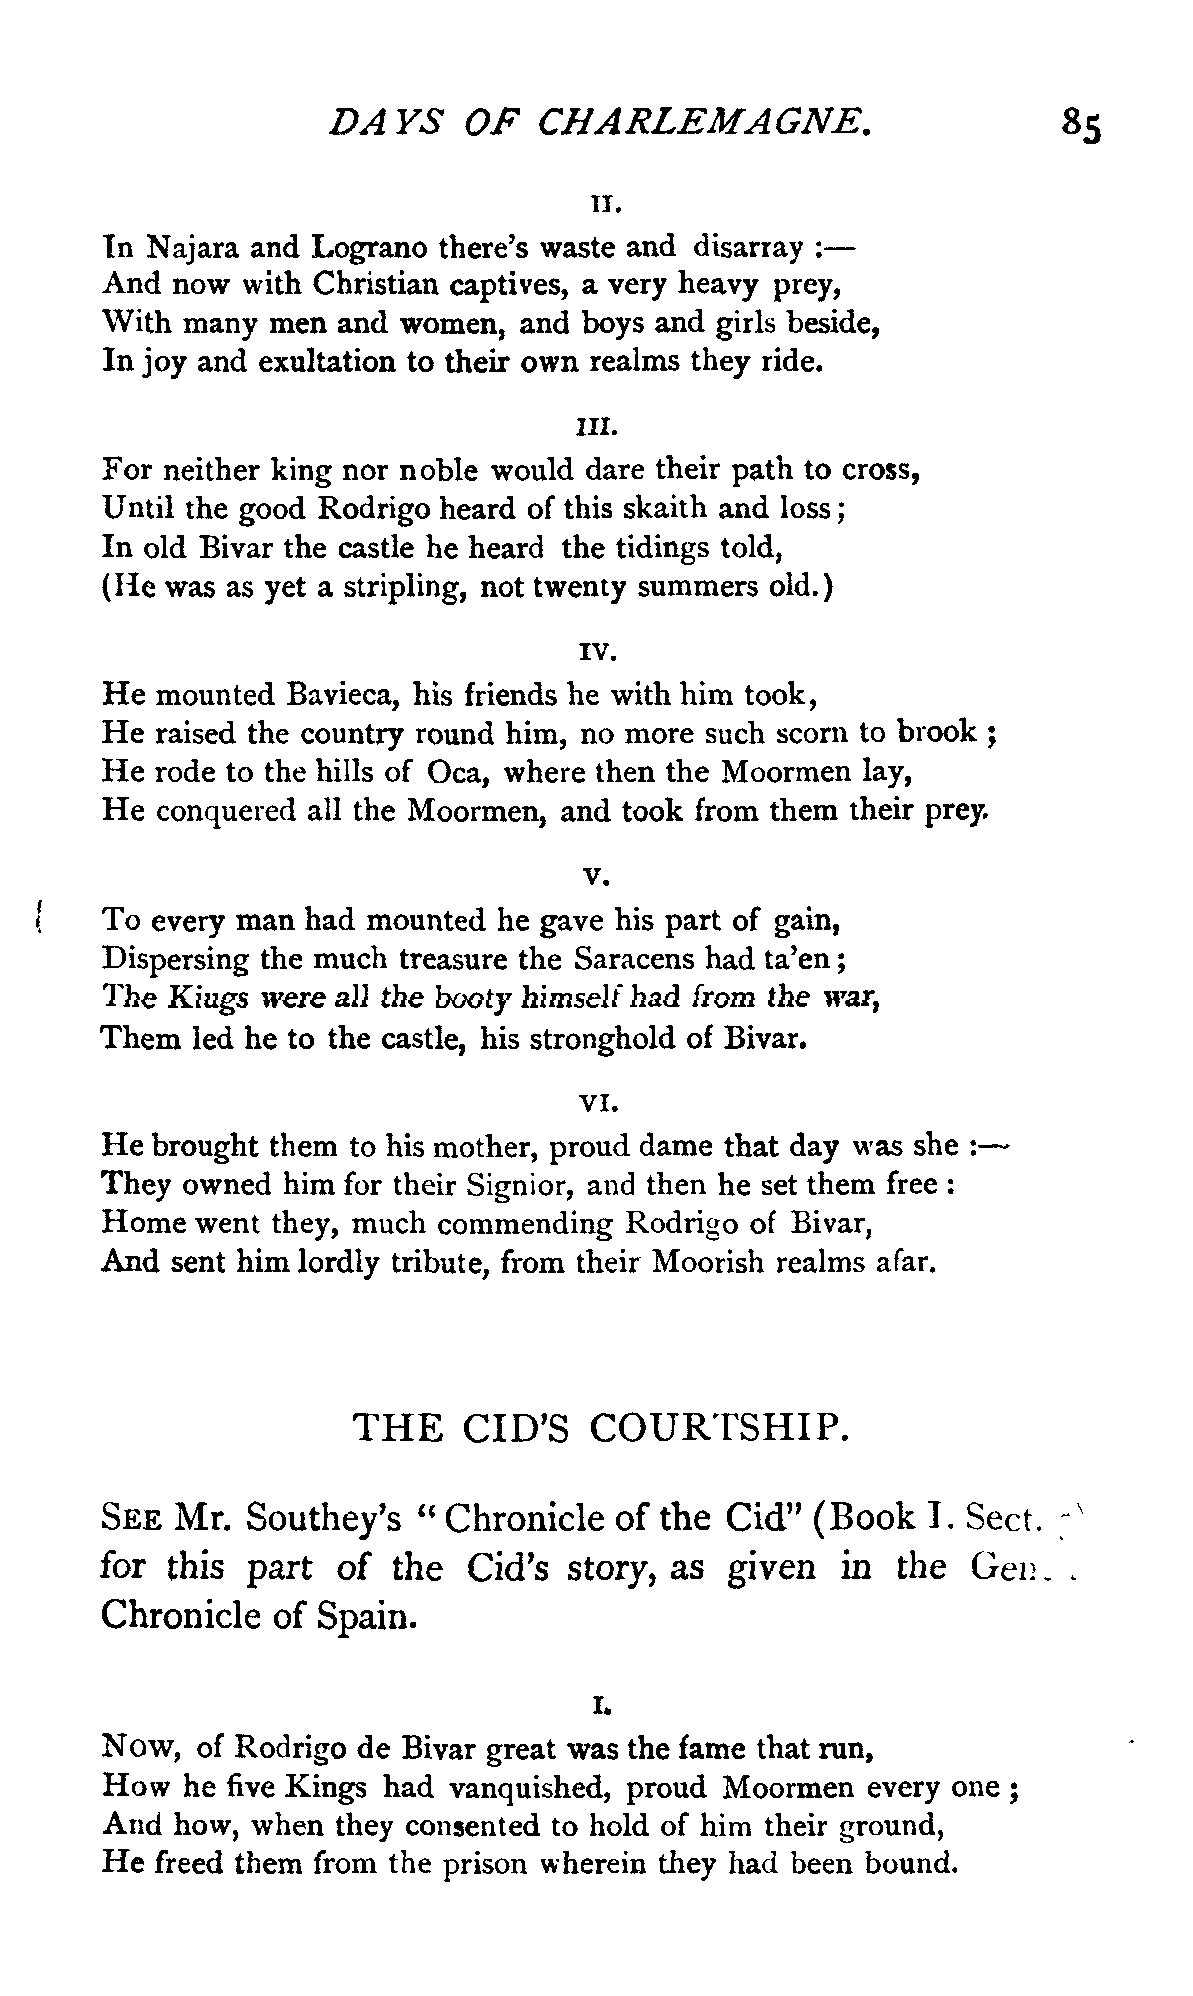 DAYS OF CHARLEMAGNE. 85
II.
In Najara and Lograno there's waste and disarray :—
And now with Christian captives, a very heavy prey,
With many men and women, and boys and girls beside,
In joy and exultation to their own realms they ride.
III.
For neither king nor noble would dare their path to cross,
Until the good Rodrigo heard of this skaith and loss;
In old Bivar the castle he heard the tidings told,
(He was as yet a stripling, not twenty summers old.)
IV.
He mounted Bavieca, his friends he with him took,
He raised the country round him, no more such scorn to brook ;
He rode to the hills of Oca, where then the Moormen lay,
He conquered all the Moormen, and took from them their prey.
V.
To every man had mounted he gave his part of gain,
Dispersing the much treasure the Saracens had ta'en;
The Kiugs were all the booty himself had from the war,
Them led he to the castle, his stronghold of Bivar.
VI.
He brought them to his mother, proud dame that day was she :—
They owned him for their Signior, and then he set them free :
Home went they, much commending Rodrigo of Bivar,
And sent him lordly tribute, from their Moorish realms afar.
THE CID'S COURTSHIP.
SEE Mr. Southey's "Chronicle of the Cid" (Book I. Sect.
for this part of the Cid's story, as given in the Gen.
Chronicle of Spain.
I.
Now, of Rodrigo de Bivar great was the fame that run,
How he five Kings had vanquished, proud Moormen every one ;
And how, when they consented to hold of him their ground,
He freed them from the prison wherein they had been bound.